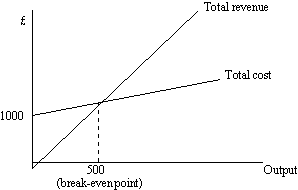 Total revenue
£
Total cost
1000
500
Output
(break-even point)